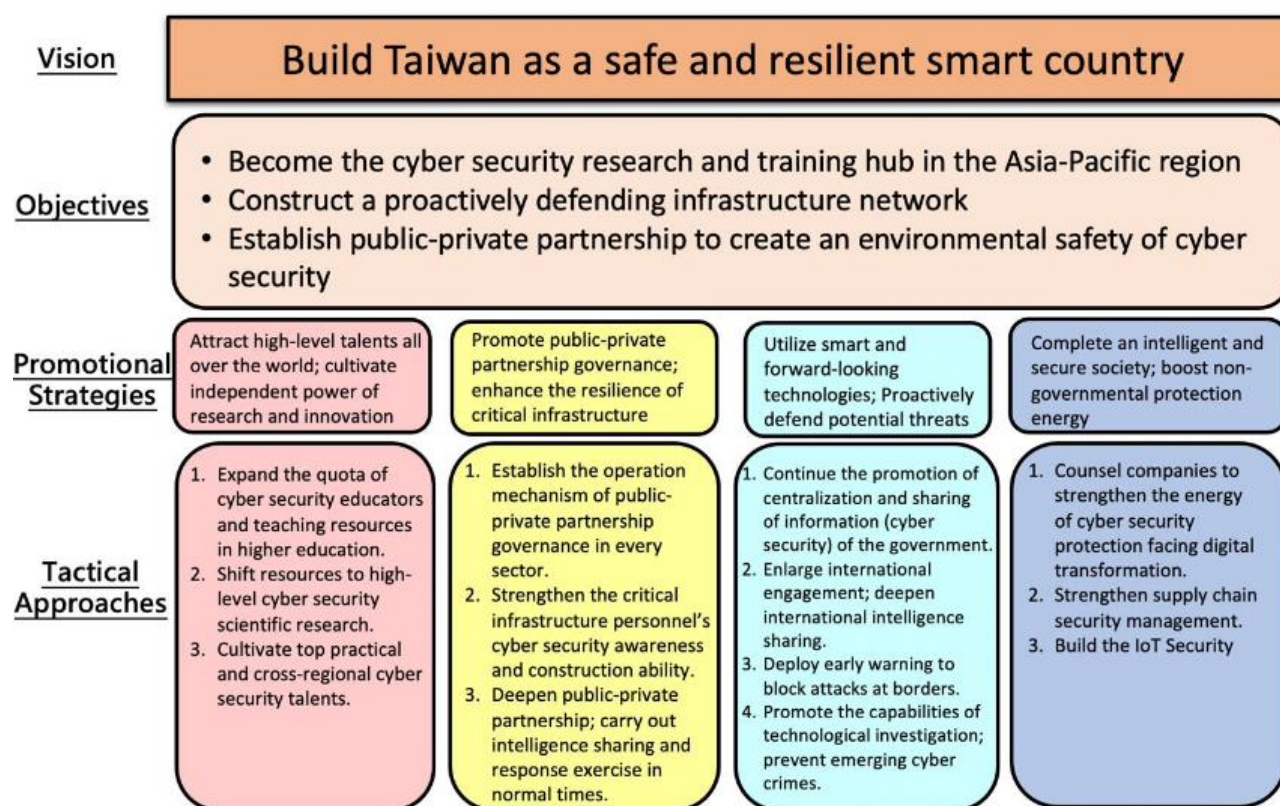 Vision
Build Taiwan as a safe and resilient smart country
Objectives
• Become the cyber security research and training hub in the Asia-Pacific region
• Construct a proactively defending infrastructure network
• Establish public-private partnership to create an environmental safety of cyber
security
Promotional
Strategies
Attract high-level talents all
over the world; cultivate
independent power of
research and innovation
Promote public-private
partnership governance;
enhance the resilience of
critical infrastructure
Utilize smart and
forward-looking
technologies; Proactively
defend potential threats
Complete an intelligent and
secure society; boost non-
governmental protection
energy
Tactical
Approaches
1. Expand the quota of
cyber security educators
and teaching resources
in higher education.
2. Shift resources to high-
level cyber security
scientific research.
3. Cultivate top practical
and cross-regional cyber
security talents.
1. Establish the operation
mechanism of public-
private partnership
governance in every
sector.
2. Strengthen the critical
infrastructure personnel's
cyber security awareness
and construction ability.
3. Deepen public-private
partnership; carry out
intelligence sharing and
response exercise in
normal times.
1. Continue the promotion of
centralization and sharing
of information (cyber
security) of the government.
2. Enlarge international
engagement; deepen
international intelligence
sharing.
3. Deploy early warning to
block attacks at borders.
4. Promote the capabilities of
technological investigation;
prevent emerging cyber
crimes.
1. Counsel companies to
strengthen the energy
of cyber security
protection facing digital
transformation.
2. Strengthen supply chain
security management.
3. Build the IoT Security